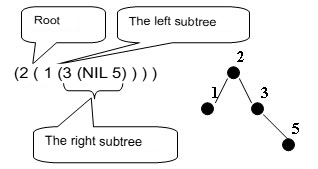 Root
The left subtree
(2 ( 1 (3 (NIL 5) ) ) )
The right subtree
2
1
3
5